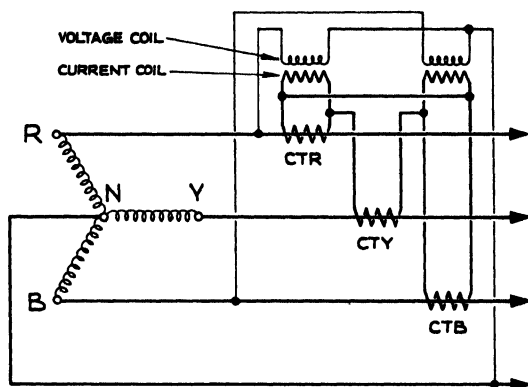 VOLTAGE COIL
CURRENT COIL
R
CTR
N
Y
CTY
B
CTB